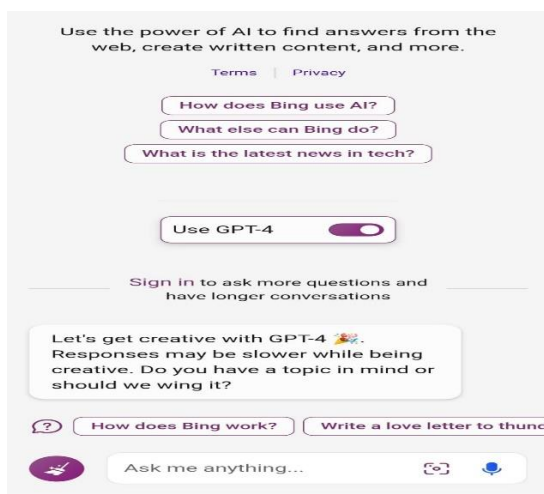 Use the power of AI to find answers from the
web, create written content, and more.
Terms | Privacy
How does Bing use AI?
What else can Bing do?
What is the latest news in tech?
Use GPT-4
Sign in to ask more questions and
have longer conversations
Let's get creative with GPT-4 🎉.
Responses may be slower while being
creative. Do you have a topic in mind or
should we wing it?
How does Bing work? Write a love letter to thunc
Ask me anything...